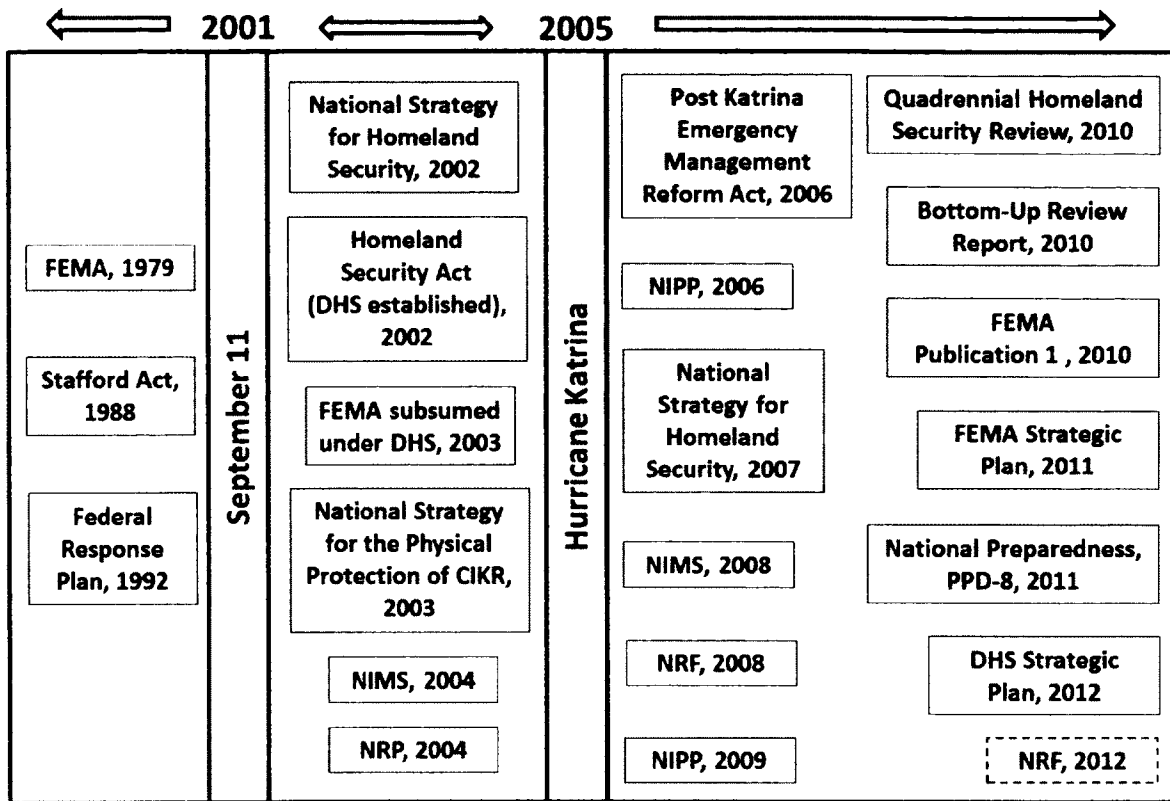 2001
2005
FEMA, 1979
Stafford Act,
1988
Federal
Response
Plan, 1992
September 11
National Strategy
for Homeland
Security, 2002
Homeland
Security Act
(DHS established),
2002
FEMA subsumed
under DHS, 2003
National Strategy
for the Physical
Protection of CIKR,
2003
NIMS, 2004
NRP, 2004
Hurricane Katrina
Post Katrina
Emergency
Management
Reform Act, 2006
NIPP, 2006
National
Strategy for
Homeland
Security, 2007
NIMS, 2008
NRF, 2008
NIPP, 2009
Quadrennial Homeland
Security Review, 2010
Bottom-Up Review
Report, 2010
FEMA
Publication 1 , 2010
FEMA Strategic
Plan, 2011
National Preparedness,
PPD-8, 2011
DHS Strategic
Plan, 2012
NRF, 2012